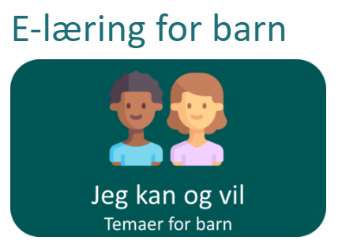 E-læring for barn
Jeg kan og vil
Temaer for barn